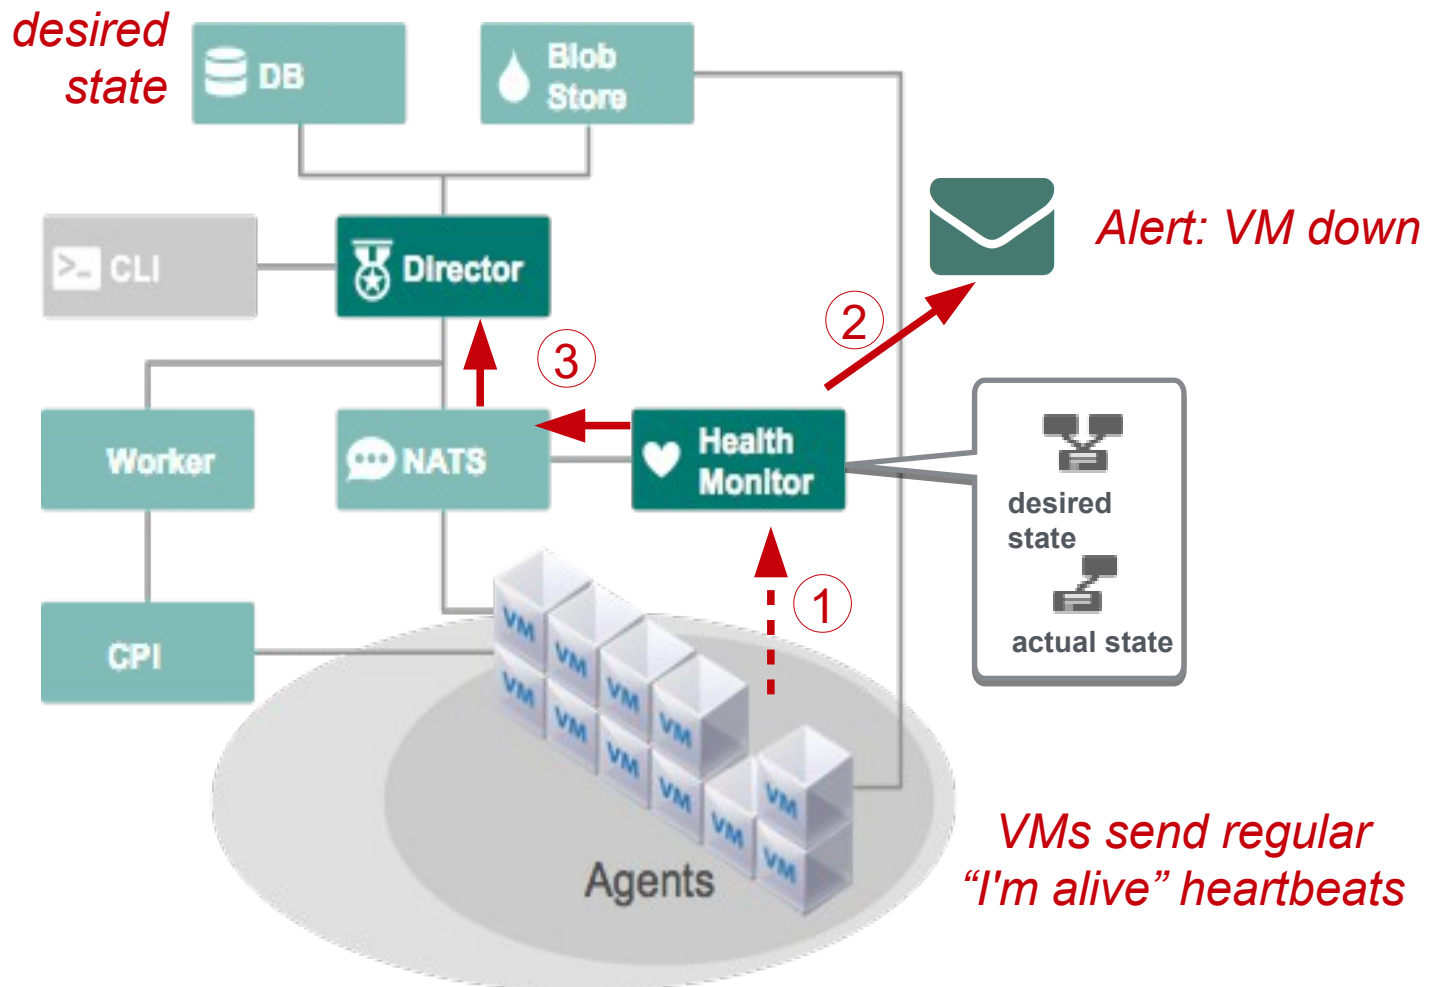 desired
state
DB
Blob
Store
>_ CLI
Director
Alert: VM down
2
3
Worker
NATS
Health
Monitor
desired
state
actual state
1
CPI
VM
VM
VM
VM
VM
VM
VM
VM
VM
VM
VM
VM
Agents
VMs send regular
“I'm alive” heartbeats